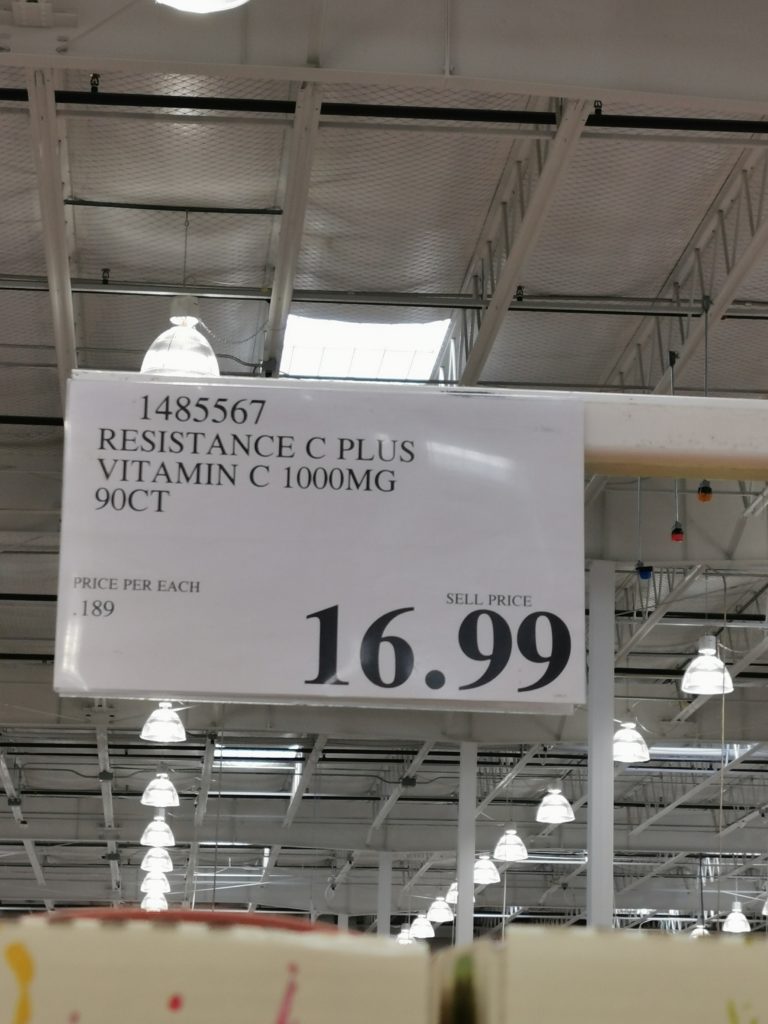 1485567
RESISTANCE C PLUS
VITAMIN C 1000MG
90CT
PRICE PER EACH
.189
SELL PRICE
16.99